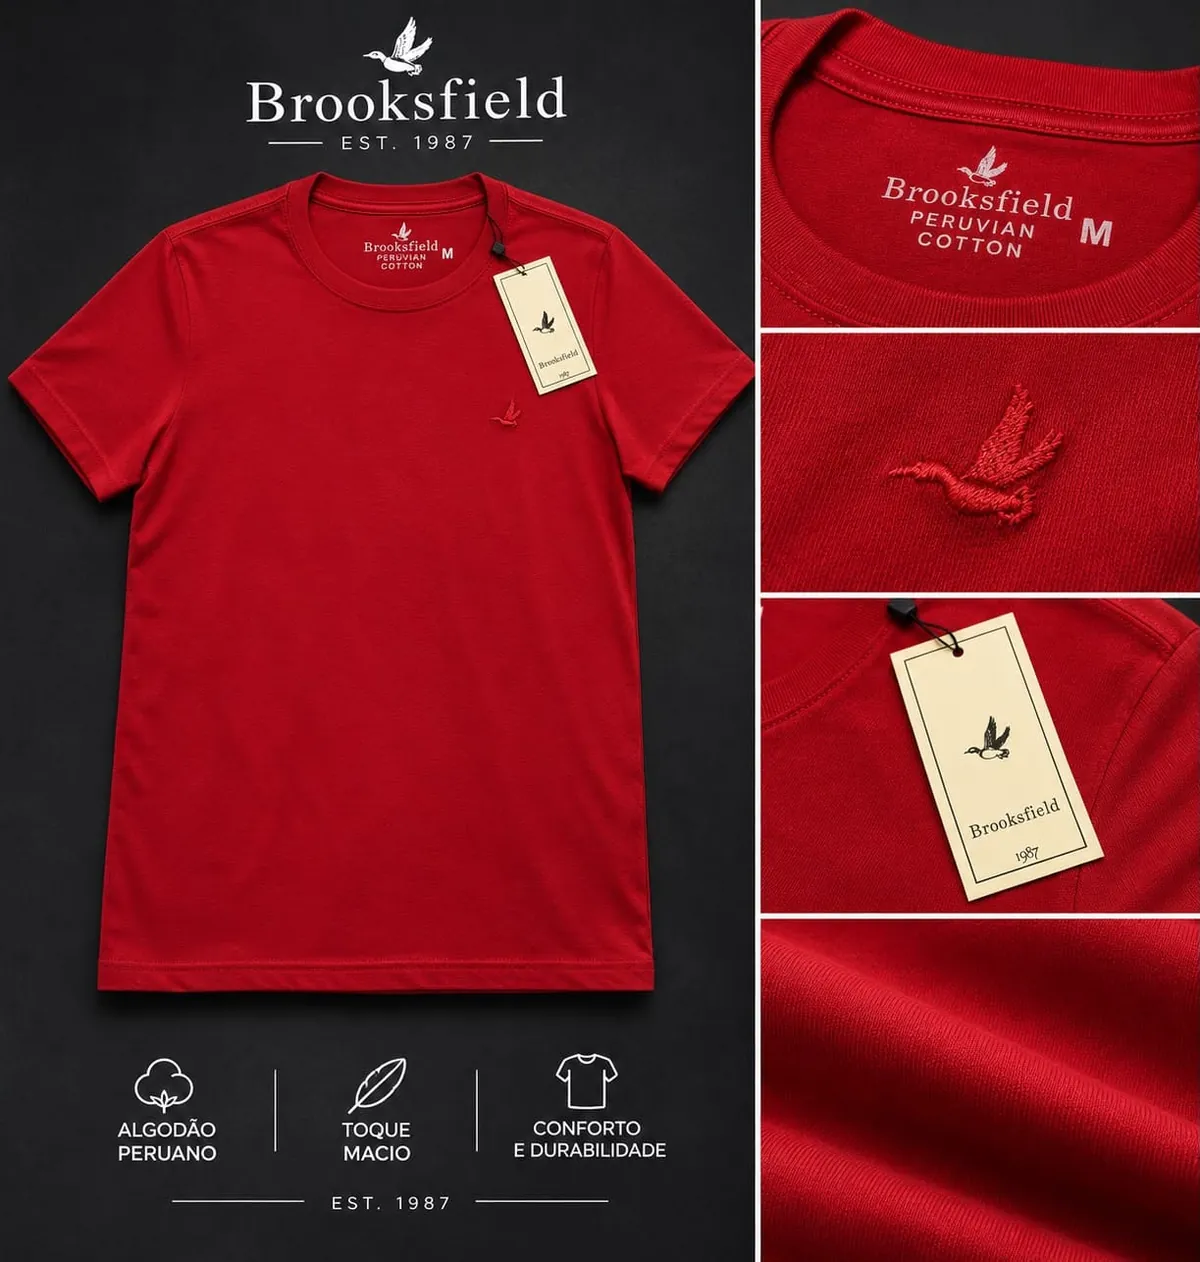 Brooksfield
EST. 1987
Brooksfield
PERUVIAN
COTTON
M
Brooksfield
1987
ALGODÃO
PERUANO
TOQUE
MACIO
CONFORTO
E DURABILIDADE
EST. 1987
Brooksfield
PERUVIAN
COTTON
M
Brooksfield
1987